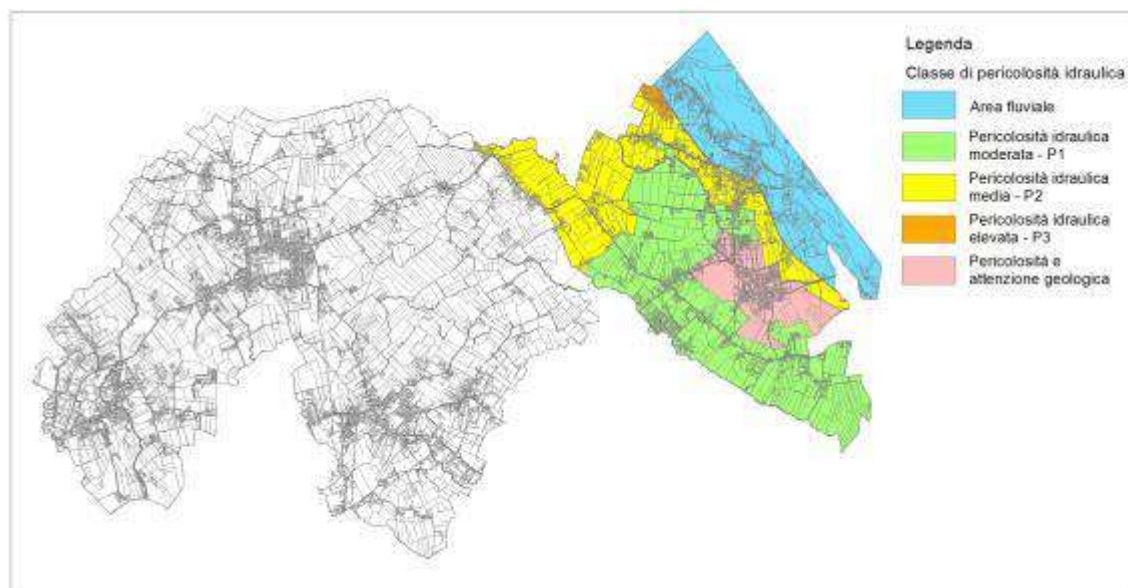 Legenda
Classe di pericolosità idraulica
Area fluviale
Pericolosità idraulica
moderata - P1
Pericolosità idraulica
media - P2
Pericolosità idraulica
elevata - P3
Pericolosità e
attenzione geologica